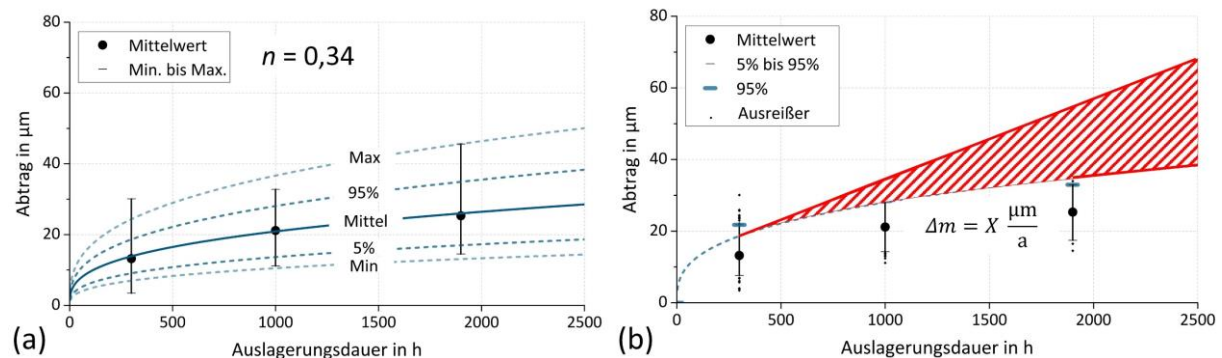 80
60
40
20
0
Abtrag in µm
Mittelwert
Min. bis Max.
n = 0,34
Max
95%
Mittel
5%
Min
0
500
1000
1500
2000
2500
Auslagerungsdauer in h
(a)
80
60
40
20
0
Abtrag in µm
Mittelwert
5% bis 95%
95%
Ausreißer
Δm = X µm/a
0
500
1000
1500
2000
2500
Auslagerungsdauer in h
(b)